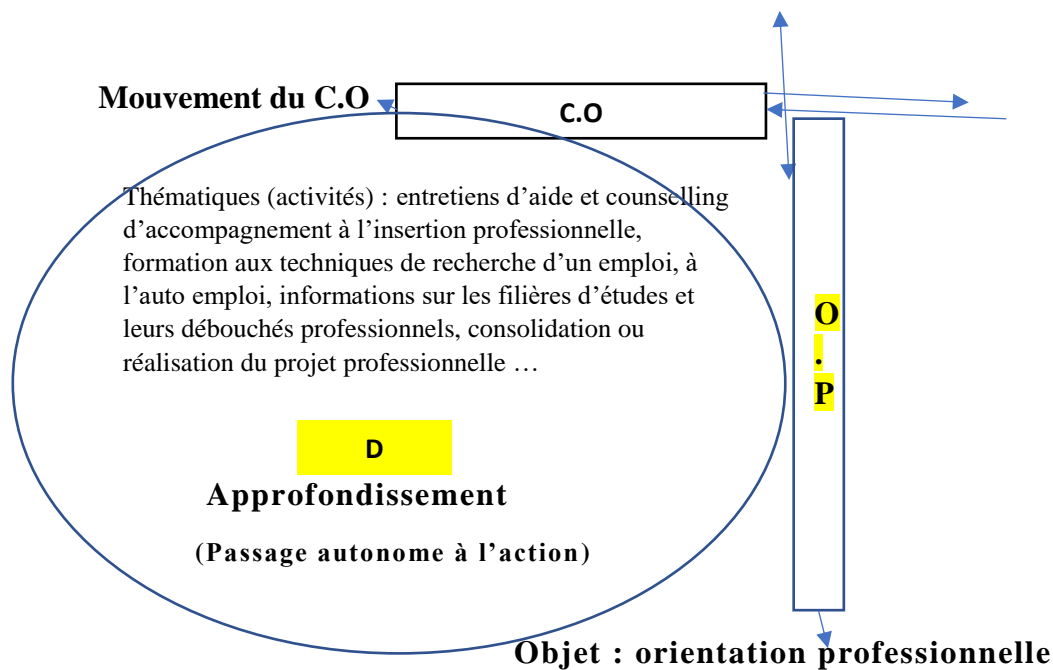 Mouvement du C.O
C.O
Thématiques (activités) : entretiens d’aide et counselling
d’accompagnement à l’insertion professionnelle,
formation aux techniques de recherche d’un emploi, à
l’auto emploi, informations sur les filières d’études et
leurs débouchés professionnels, consolidation ou
réalisation du projet professionnelle …
O
.
P
D
Approfondissement
(Passage autonome à l’action)
Objet : orientation professionnelle